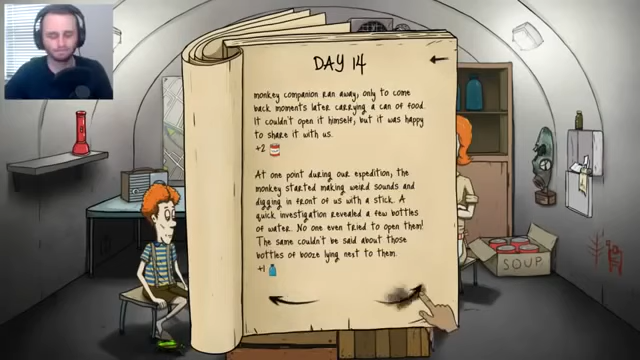 DAY 14
monkey companion ran away, only to come
back moments later carrying a can of food.
It couldn't open it himself, but it was happy
to share it with us.
+2
At one point during our expedition, the
monkey started making weird sounds and
digging in front of us with a stick. A
quick investigation revealed a few bottles
of water. No one even tried to open them!
The same couldn't be said about those
bottles of booze lying nest to them.
+1
SOUP